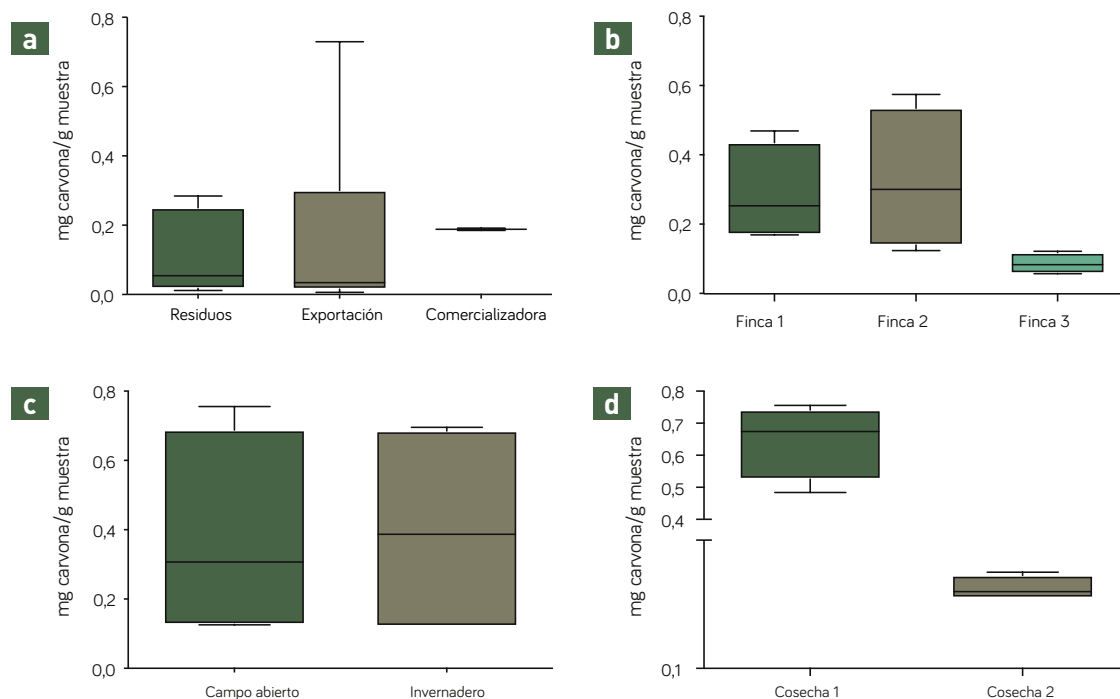 a
mg carvona/g muestra
0,8
0,6
0,4
0,2
0,0
Residuos
Exportación
Comercializadora
b
mg carvona/g muestra
0,8
0,6
0,4
0,2
0,0
Finca 1
Finca 2
Finca 3
c
mg carvona/g muestra
0,8
0,6
0,4
0,2
0,0
Campo abierto
Invernadero
d
mg carvona/g muestra
0,8
0,7
0,6
0,5
0,4
0,1
Cosecha 1
Cosecha 2